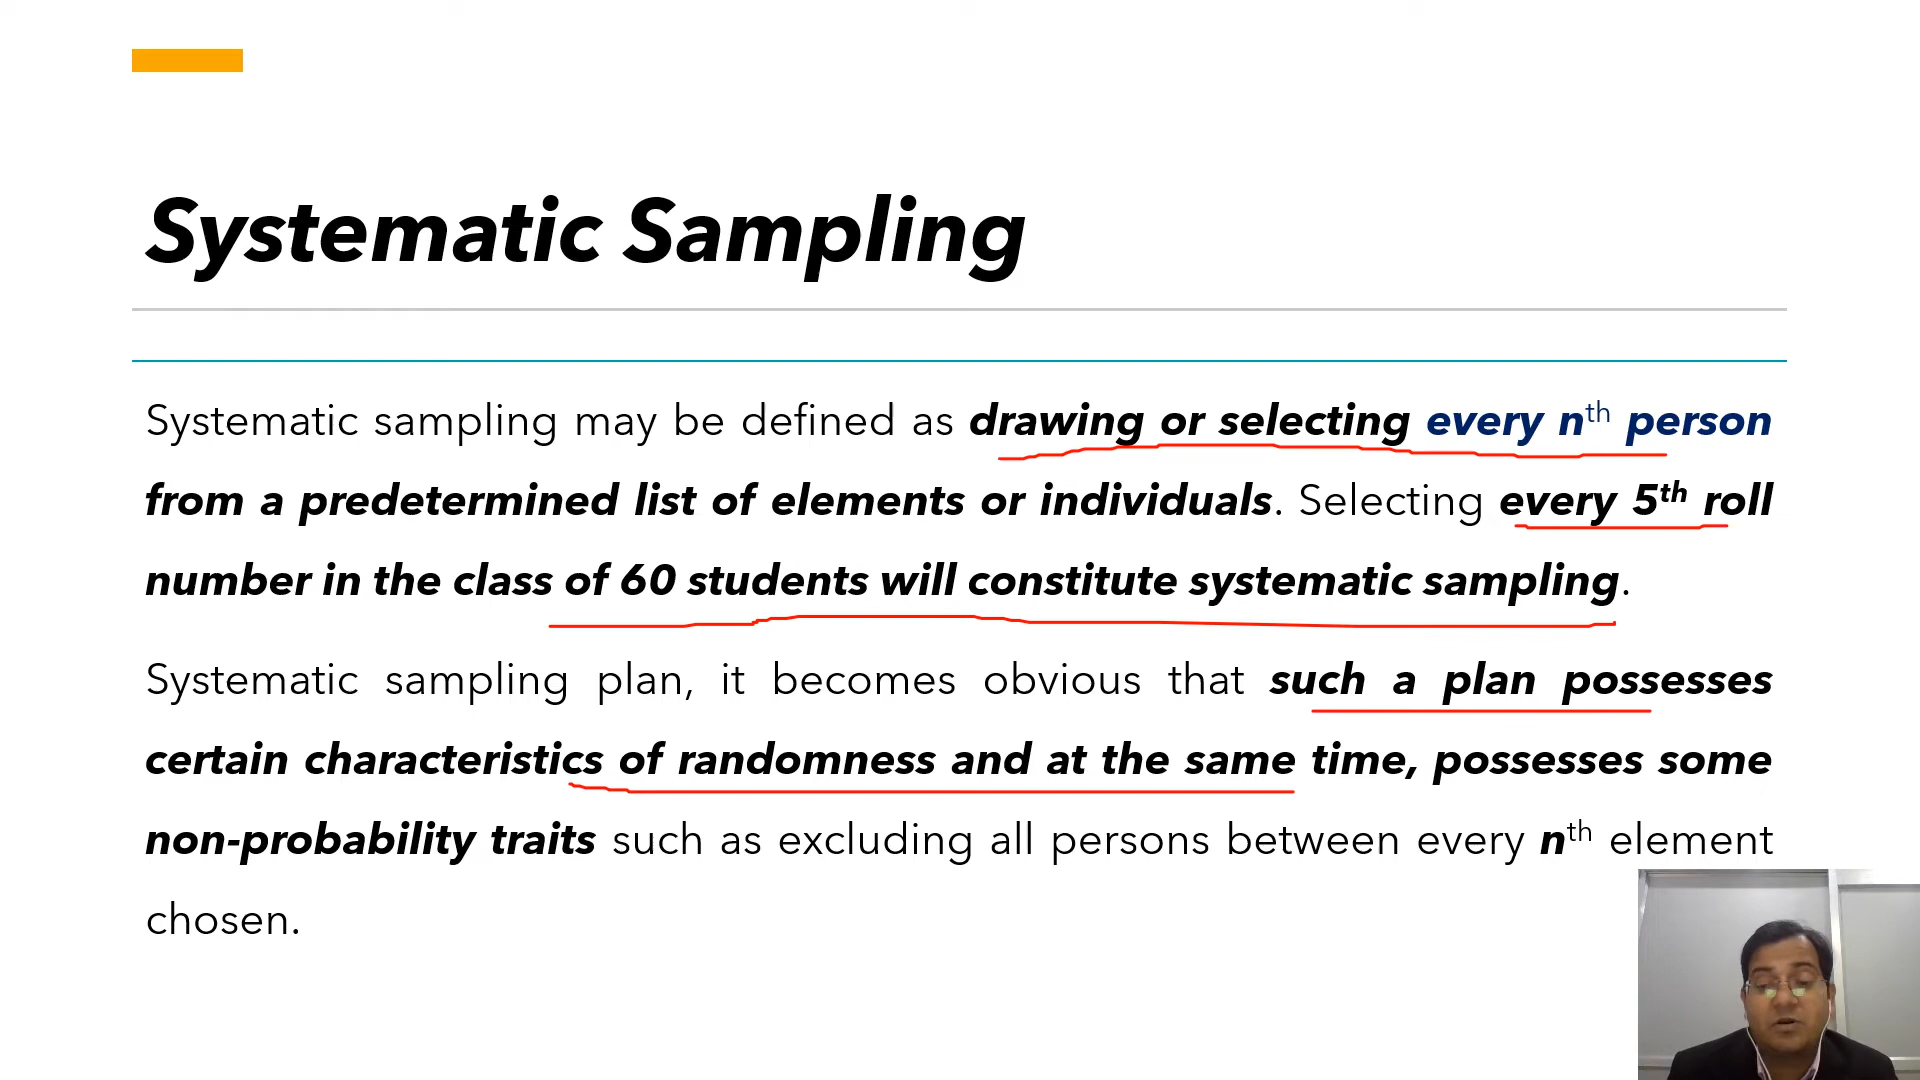 Systematic Sampling
Systematic sampling may be defined as drawing or selecting every nth person
from a predetermined list of elements or individuals. Selecting every 5th roll
number in the class of 60 students will constitute systematic sampling.
Systematic sampling plan, it becomes obvious that such a plan possesses
certain characteristics of randomness and at the same time, possesses some
non-probability traits such as excluding all persons between every nth element
chosen.